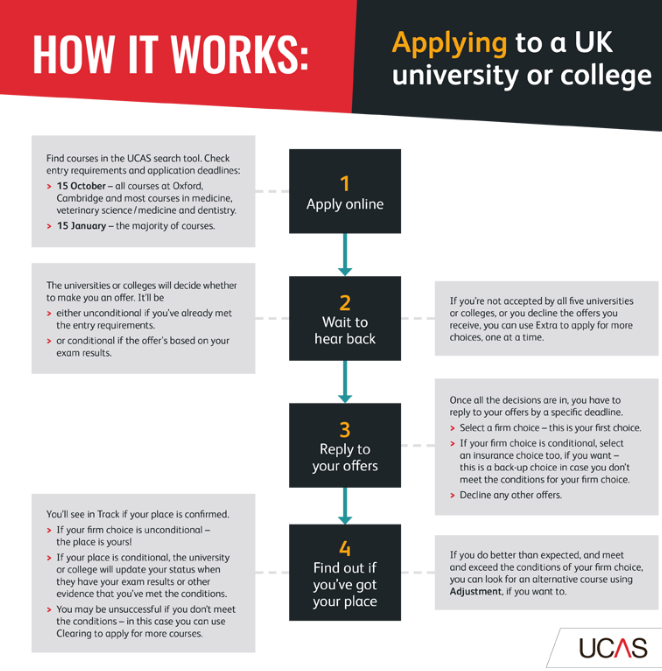 HOW IT WORKS:
Applying to a UK
university or college
Find courses in the UCAS search tool. Check
entry requirements and application deadlines:
> 15 October – all courses at Oxford,
Cambridge and most courses in medicine,
veterinary science/medicine and dentistry.
> 15 January – the majority of courses.
1
Apply online
The universities or colleges will decide whether
to make you an offer. It'll be
> either unconditional if you've already met
the entry requirements.
> or conditional if the offer's based on your
exam results.
2
Wait to
hear back
If you're not accepted by all five universities
or colleges, or you decline the offers you
receive, you can use Extra to apply for more
choices, one at a time.
3
Reply to
your offers
Once all the decisions are in, you have to
reply to your offers by a specific deadline.
> Select a firm choice – this is your first choice.
> If your firm choice is conditional, select
an insurance choice too, if you want –
this is a back-up choice in case you don't
meet the conditions for your firm choice.
> Decline any other offers.
You'll see in Track if your place is confirmed.
> If your firm choice is unconditional –
the place is yours!
> If your place is conditional, the university
or college will update your status when
they have your exam results or other
evidence that you've met the conditions.
> You may be unsuccessful if you don't meet
the conditions – in this case you can use
Clearing to apply for more courses.
4
Find out if
you've got
your place
If you do better than expected, and meet
and exceed the conditions of your firm choice,
you can look for an alternative course using
Adjustment, if you want to.
UCAS